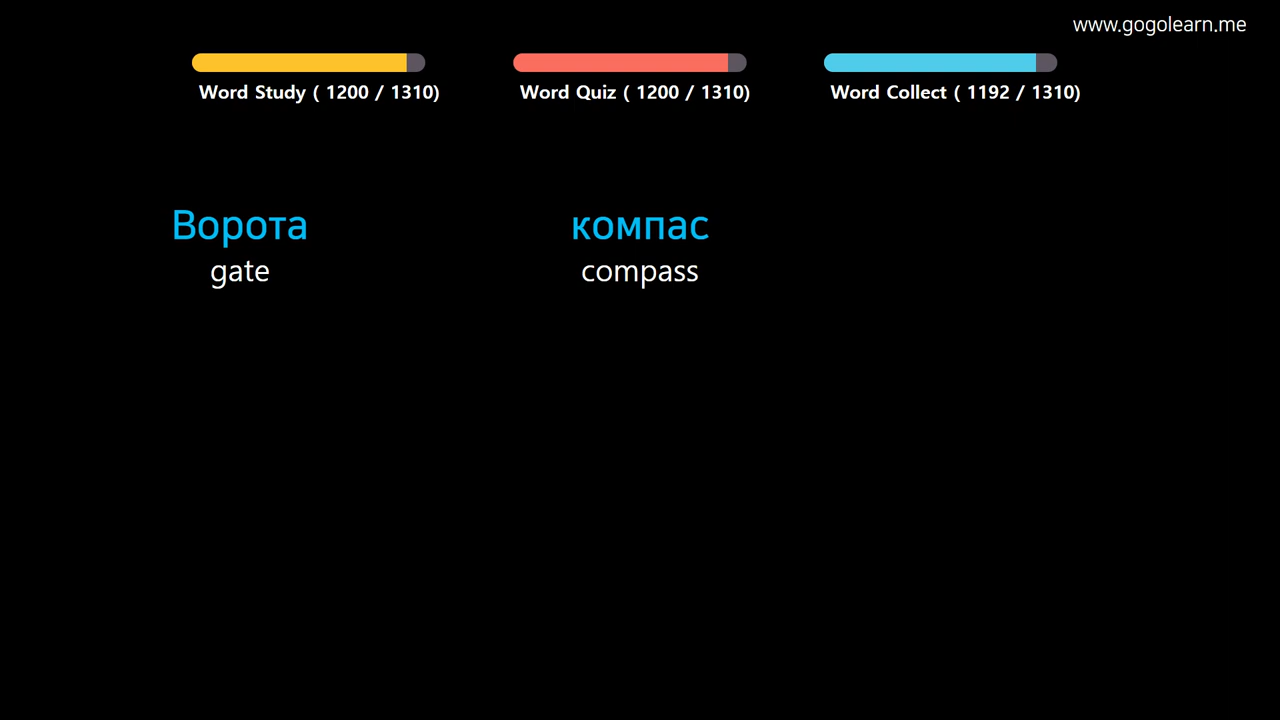 www.gogolearn.me
Word Study ( 1200 / 1310)
Word Quiz ( 1200 / 1310)
Word Collect ( 1192 / 1310)
Ворота
gate
компас
compass